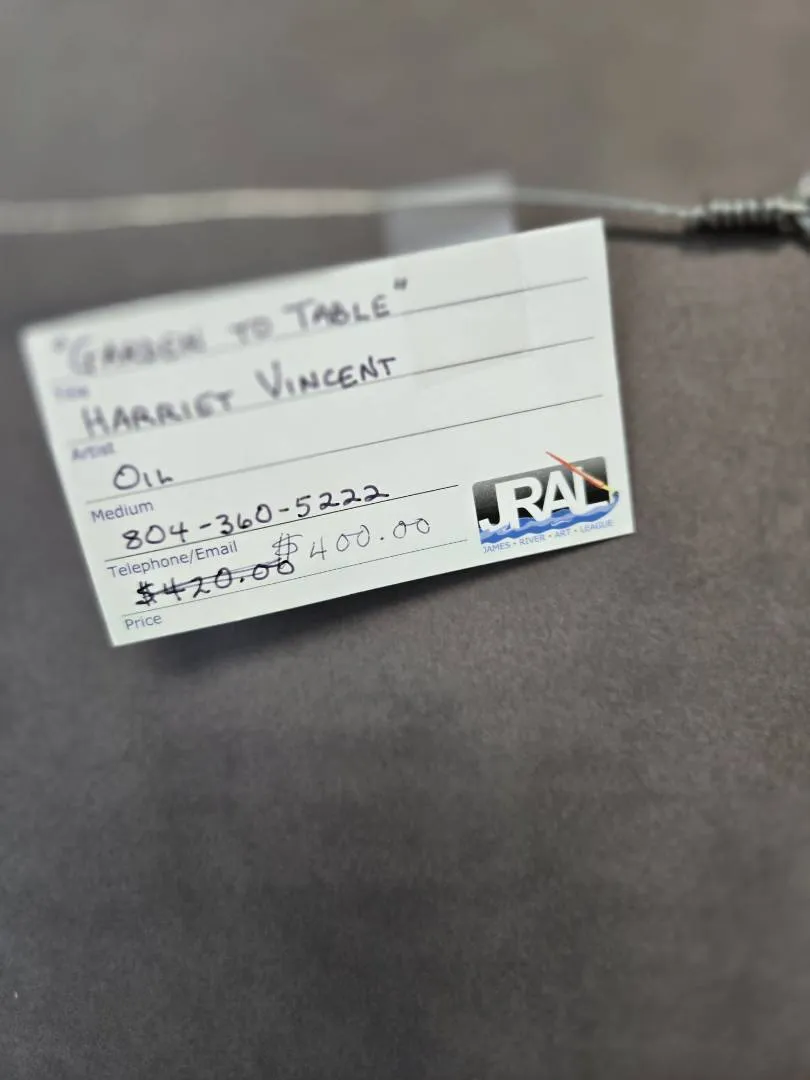 "GARDEN TO TABLE"
Title
HARRIET VINCENT
Artist
OIL
Medium
804-360-5222
Telephone/Email
$420.00 $400.00
Price
JRAL
JAMES • RIVER • ART • LEAGUE